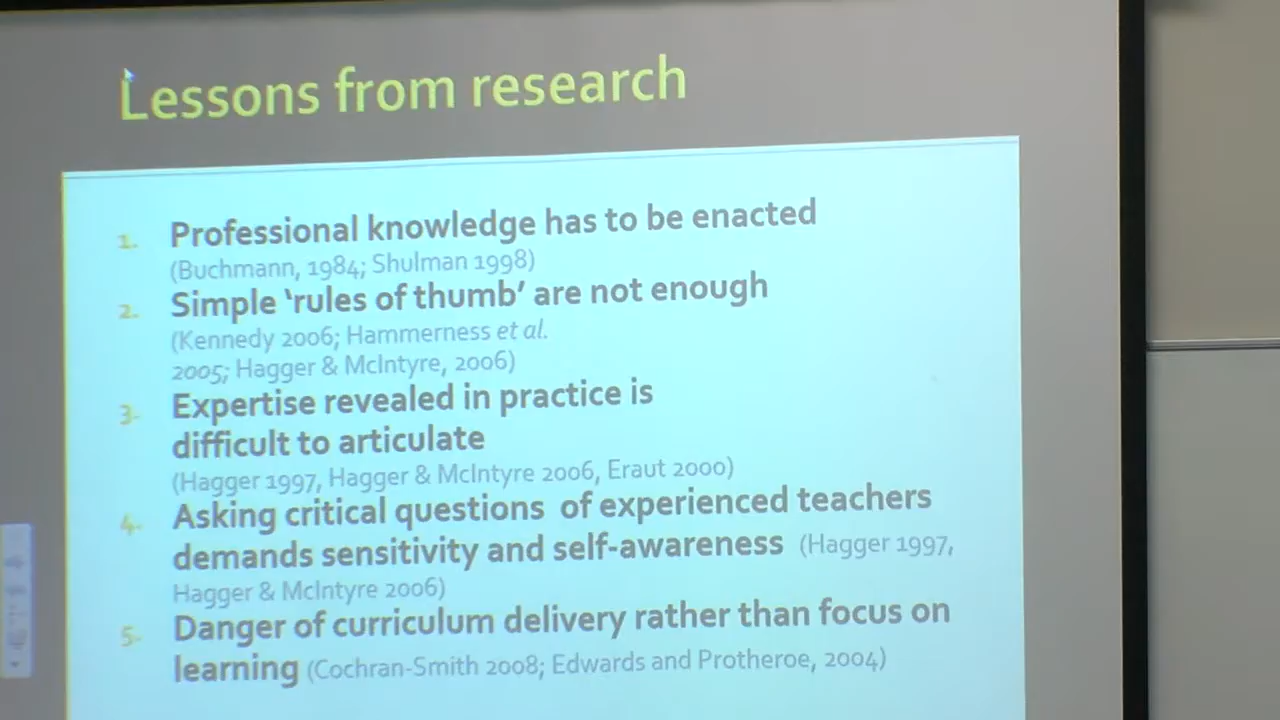 Lessons from research
1. Professional knowledge has to be enacted
(Buchmann, 1984; Shulman 1998)
2. Simple ‘rules of thumb’ are not enough
(Kennedy 2006; Hammerness et al.
2005; Hagger & McIntyre, 2006)
3. Expertise revealed in practice is
difficult to articulate
(Hagger 1997, Hagger & McIntyre 2006, Eraut 2000)
4. Asking critical questions of experienced teachers
demands sensitivity and self-awareness (Hagger 1997,
Hagger & McIntyre 2006)
5. Danger of curriculum delivery rather than focus on
learning (Cochran-Smith 2008; Edwards and Protheroe, 2004)